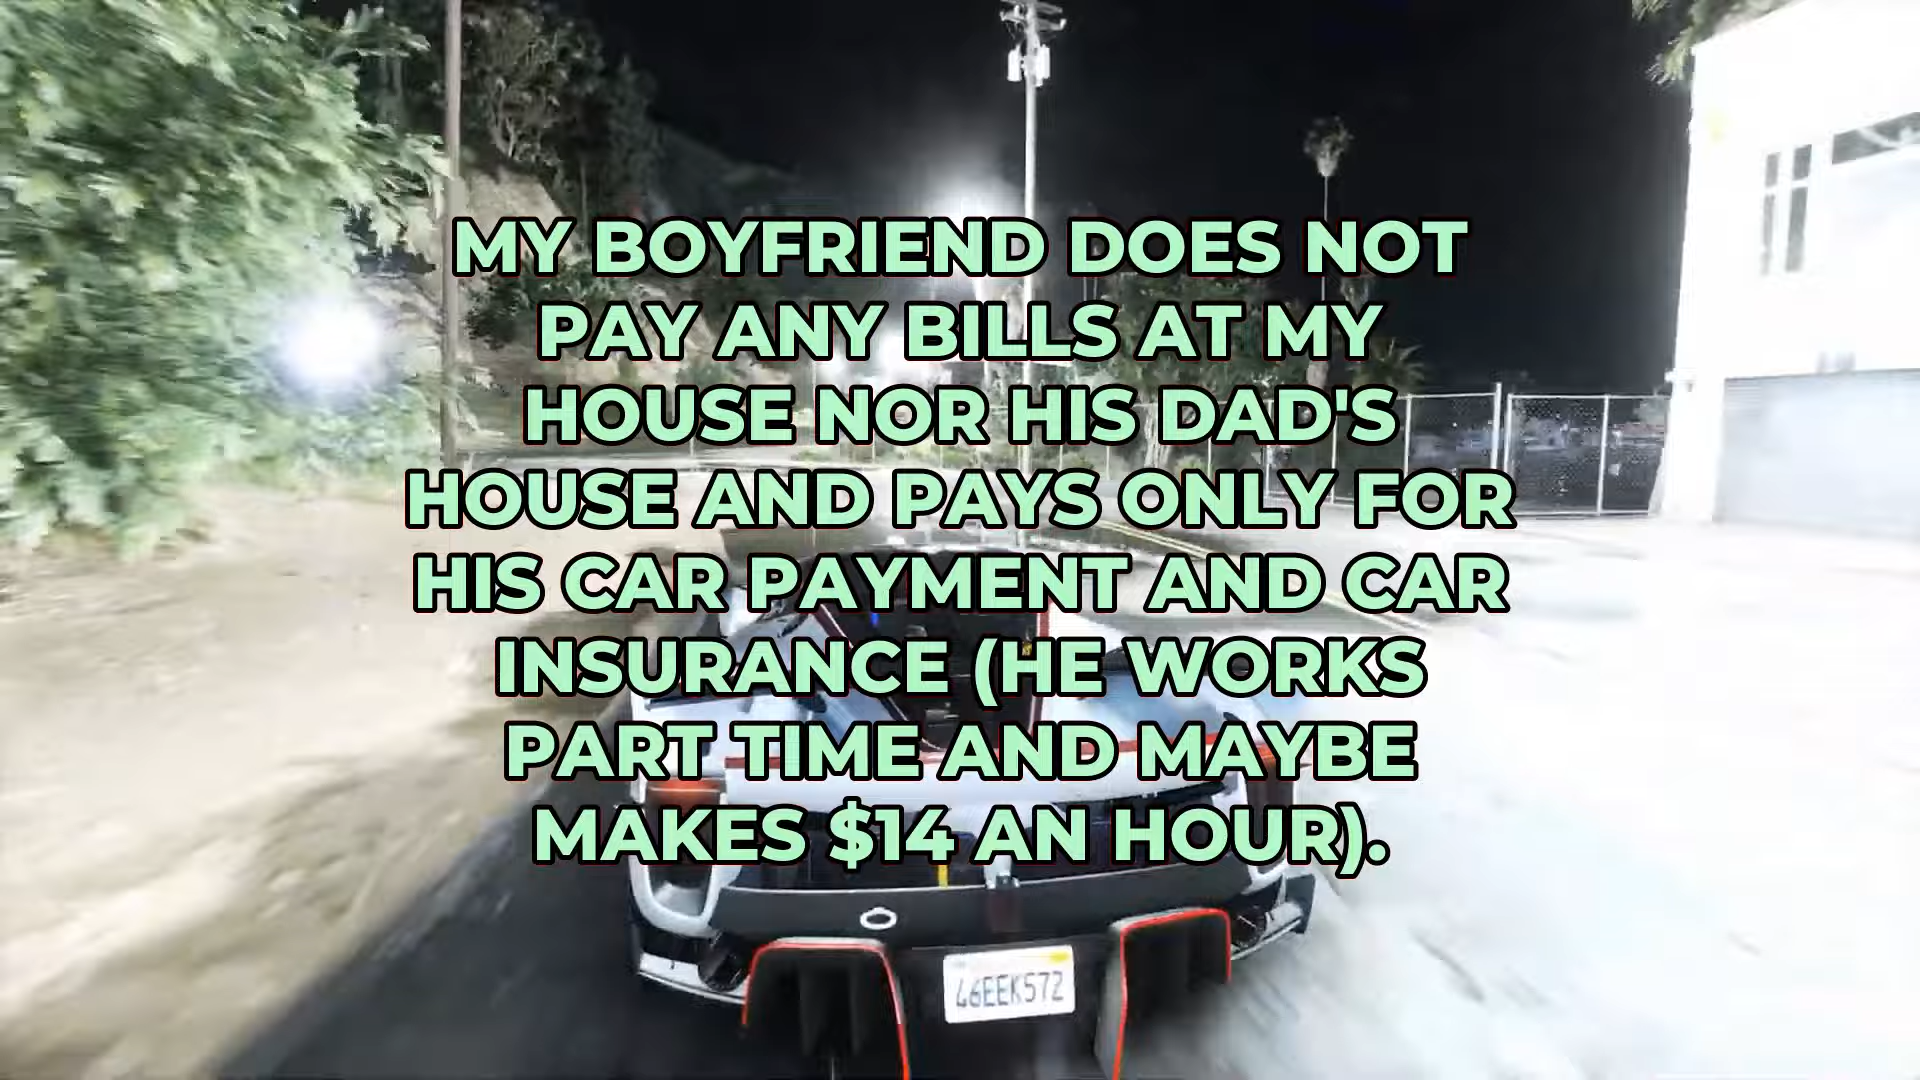 MY BOYFRIEND DOES NOT
PAY ANY BILLS AT MY
HOUSE NOR HIS DAD'S
HOUSE AND PAYS ONLY FOR
HIS CAR PAYMENT AND CAR
INSURANCE (HE WORKS
PART TIME AND MAYBE
MAKES $14 AN HOUR).
46EEK572